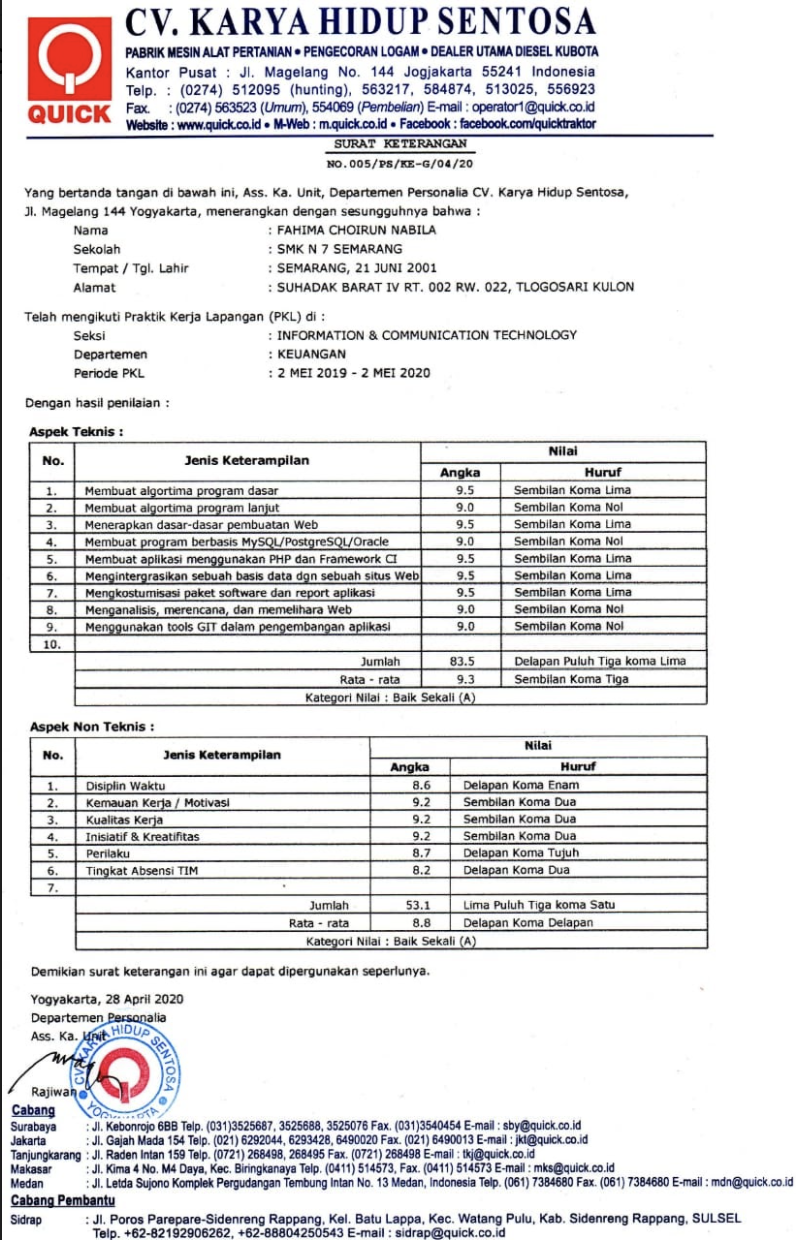 QUICK
CV. KARYA HIDUP SENTOSA
PABRIK MESIN ALAT PERTANIAN • PENGECORAN LOGAM • DEALER UTAMA DIESEL KUBOTA
Kantor Pusat : Jl. Magelang No. 144 Jogjakarta 55241 Indonesia
Telp. : (0274) 512095 (hunting), 563217, 584874, 513025, 556923
Fax. : (0274) 563523 (Umum), 554069 (Pembelian) E-mail : operator1@quick.co.id
Website : www.quick.co.id • M-Web : m.quick.co.id • Facebook : facebook.com/quicktraktor
SURAT KETERANGAN
NO.005/PS/KE-G/04/20
Yang bertanda tangan di bawah ini, Ass. Ka. Unit, Departemen Personalia CV. Karya Hidup Sentosa,
Jl. Magelang 144 Yogyakarta, menerangkan dengan sesungguhnya bahwa :
Nama : FAHIMA CHOIRUN NABILA
Sekolah : SMK N 7 SEMARANG
Tempat / Tgl. Lahir : SEMARANG, 21 JUNI 2001
Alamat : SUHADAK BARAT IV RT. 002 RW. 022, TLOGOSARI KULON
Telah mengikuti Praktik Kerja Lapangan (PKL) di :
Seksi : INFORMATION & COMMUNICATION TECHNOLOGY
Departemen : KEUANGAN
Periode PKL : 2 MEI 2019 - 2 MEI 2020
Dengan hasil penilaian :
Aspek Teknis :
No. Jenis Keterampilan Nilai
Angka Huruf
1. Membuat algortima program dasar 9.5 Sembilan Koma Lima
2. Membuat algortima program lanjut 9.0 Sembilan Koma Nol
3. Menerapkan dasar-dasar pembuatan Web 9.5 Sembilan Koma Lima
4. Membuat program berbasis MySQL/PostgreSQL/Oracle 9.0 Sembilan Koma Nol
5. Membuat aplikasi menggunakan PHP dan Framework CI 9.5 Sembilan Koma Lima
6. Mengintergrasikan sebuah basis data dgn sebuah situs Web 9.5 Sembilan Koma Lima
7. Mengkostumisasi paket software dan report aplikasi 9.5 Sembilan Koma Lima
8. Menganalisis, merencana, dan memelihara Web 9.0 Sembilan Koma Nol
9. Menggunakan tools GIT dalam pengembangan aplikasi 9.0 Sembilan Koma Nol
10.
Jumlah 83.5 Delapan Puluh Tiga koma Lima
Rata - rata 9.3 Sembilan Koma Tiga
Kategori Nilai : Baik Sekali (A)
Aspek Non Teknis :
No. Jenis Keterampilan Nilai
Angka Huruf
1. Disiplin Waktu 8.6 Delapan Koma Enam
2. Kemauan Kerja / Motivasi 9.2 Sembilan Koma Dua
3. Kualitas Kerja 9.2 Sembilan Koma Dua
4. Inisiatif & Kreatifitas 9.2 Sembilan Koma Dua
5. Perilaku 8.7 Delapan Koma Tujuh
6. Tingkat Absensi TIM 8.2 Delapan Koma Dua
7.
Jumlah 53.1 Lima Puluh Tiga koma Satu
Rata - rata 8.8 Delapan Koma Delapan
Kategori Nilai : Baik Sekali (A)
Demikian surat keterangan ini agar dapat dipergunakan seperlunya.
Yogyakarta, 28 April 2020
Departemen Personalia
Ass. Ka. Unit
CV. KARYA HIDUP SENTOSA
YOGYAKARTA
Rajiwan
Cabang
Surabaya : Jl. Kebonrojo 6BB Telp. (031)3525687, 3525688, 3525076 Fax. (031)3540454 E-mail : sby@quick.co.id
Jakarta : Jl. Gajah Mada 154 Telp. (021) 6292044, 6293428, 6490020 Fax. (021) 6490013 E-mail : jkt@quick.co.id
Tanjungkarang : Jl. Raden Intan 159 Telp. (0721) 268498, 268495 Fax. (0721) 268498 E-mail : tkj@quick.co.id
Makasar : Jl. Kima 4 No. M4 Daya, Kec. Biringkanaya Telp. (0411) 514573, Fax. (0411) 514573 E-mail : mks@quick.co.id
Medan : Jl. Letda Sujono Komplek Pergudangan Tembung Intan No. 13 Medan, Indonesia Telp. (061) 7384680 Fax. (061) 7384680 E-mail : mdn@quick.co.id
Cabang Pembantu
Sidrap : Jl. Poros Parepare-Sidenreng Rappang, Kel. Batu Lappa, Kec. Watang Pulu, Kab. Sidenreng Rappang, SULSEL
Telp. +62-82192906262, +62-88804250543 E-mail : sidrap@quick.co.id